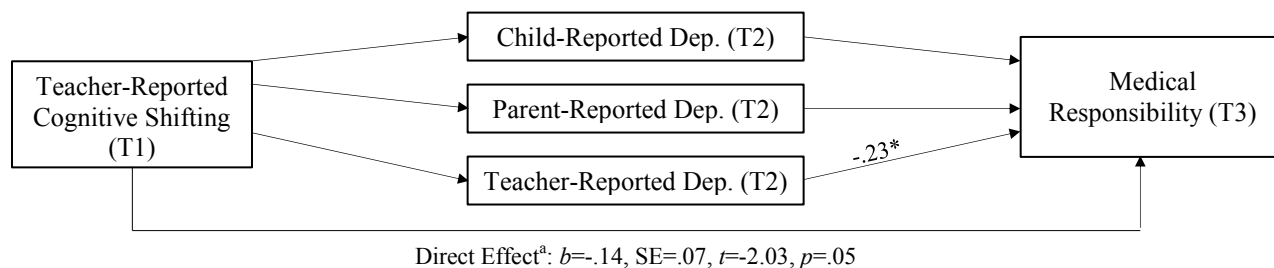 Child-Reported Dep. (T2)
Teacher-Reported
Cognitive Shifting
(T1)
Parent-Reported Dep. (T2)
Medical
Responsibility (T3)
-.23*
Teacher-Reported Dep. (T2)
Direct Effectᵃ: b=-.14, SE=.07, t=-2.03, p=.05